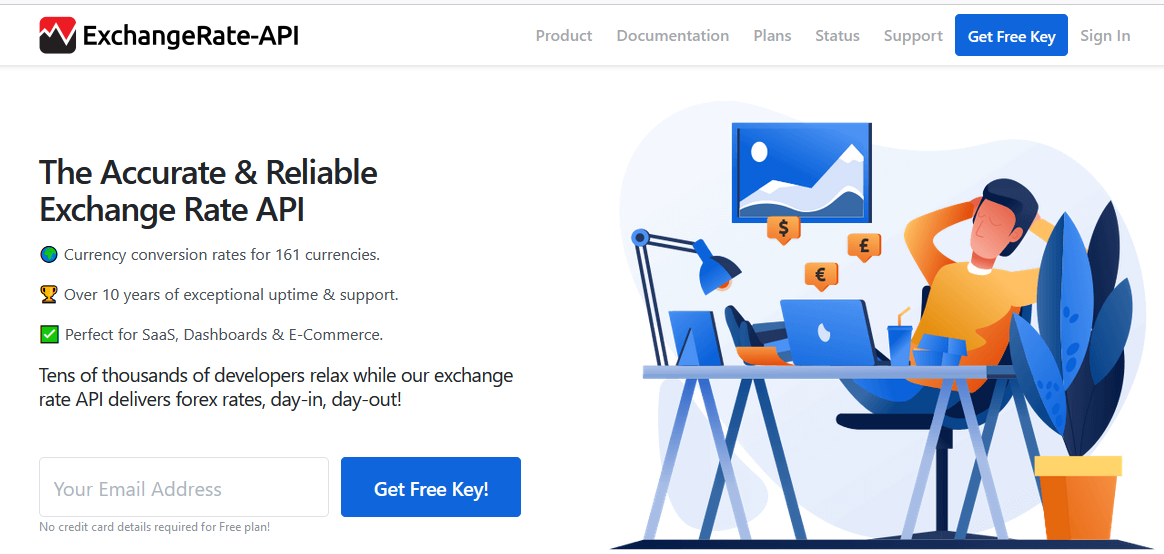 ExchangeRate-API
Product Documentation Plans Status Support Get Free Key Sign In
The Accurate & Reliable
Exchange Rate API
🌍 Currency conversion rates for 161 currencies.
🏆 Over 10 years of exceptional uptime & support.
✅ Perfect for SaaS, Dashboards & E-Commerce.
Tens of thousands of developers relax while our exchange
rate API delivers forex rates, day-in, day-out!
Your Email Address
Get Free Key!
No credit card details required for Free plan!
$
£
€